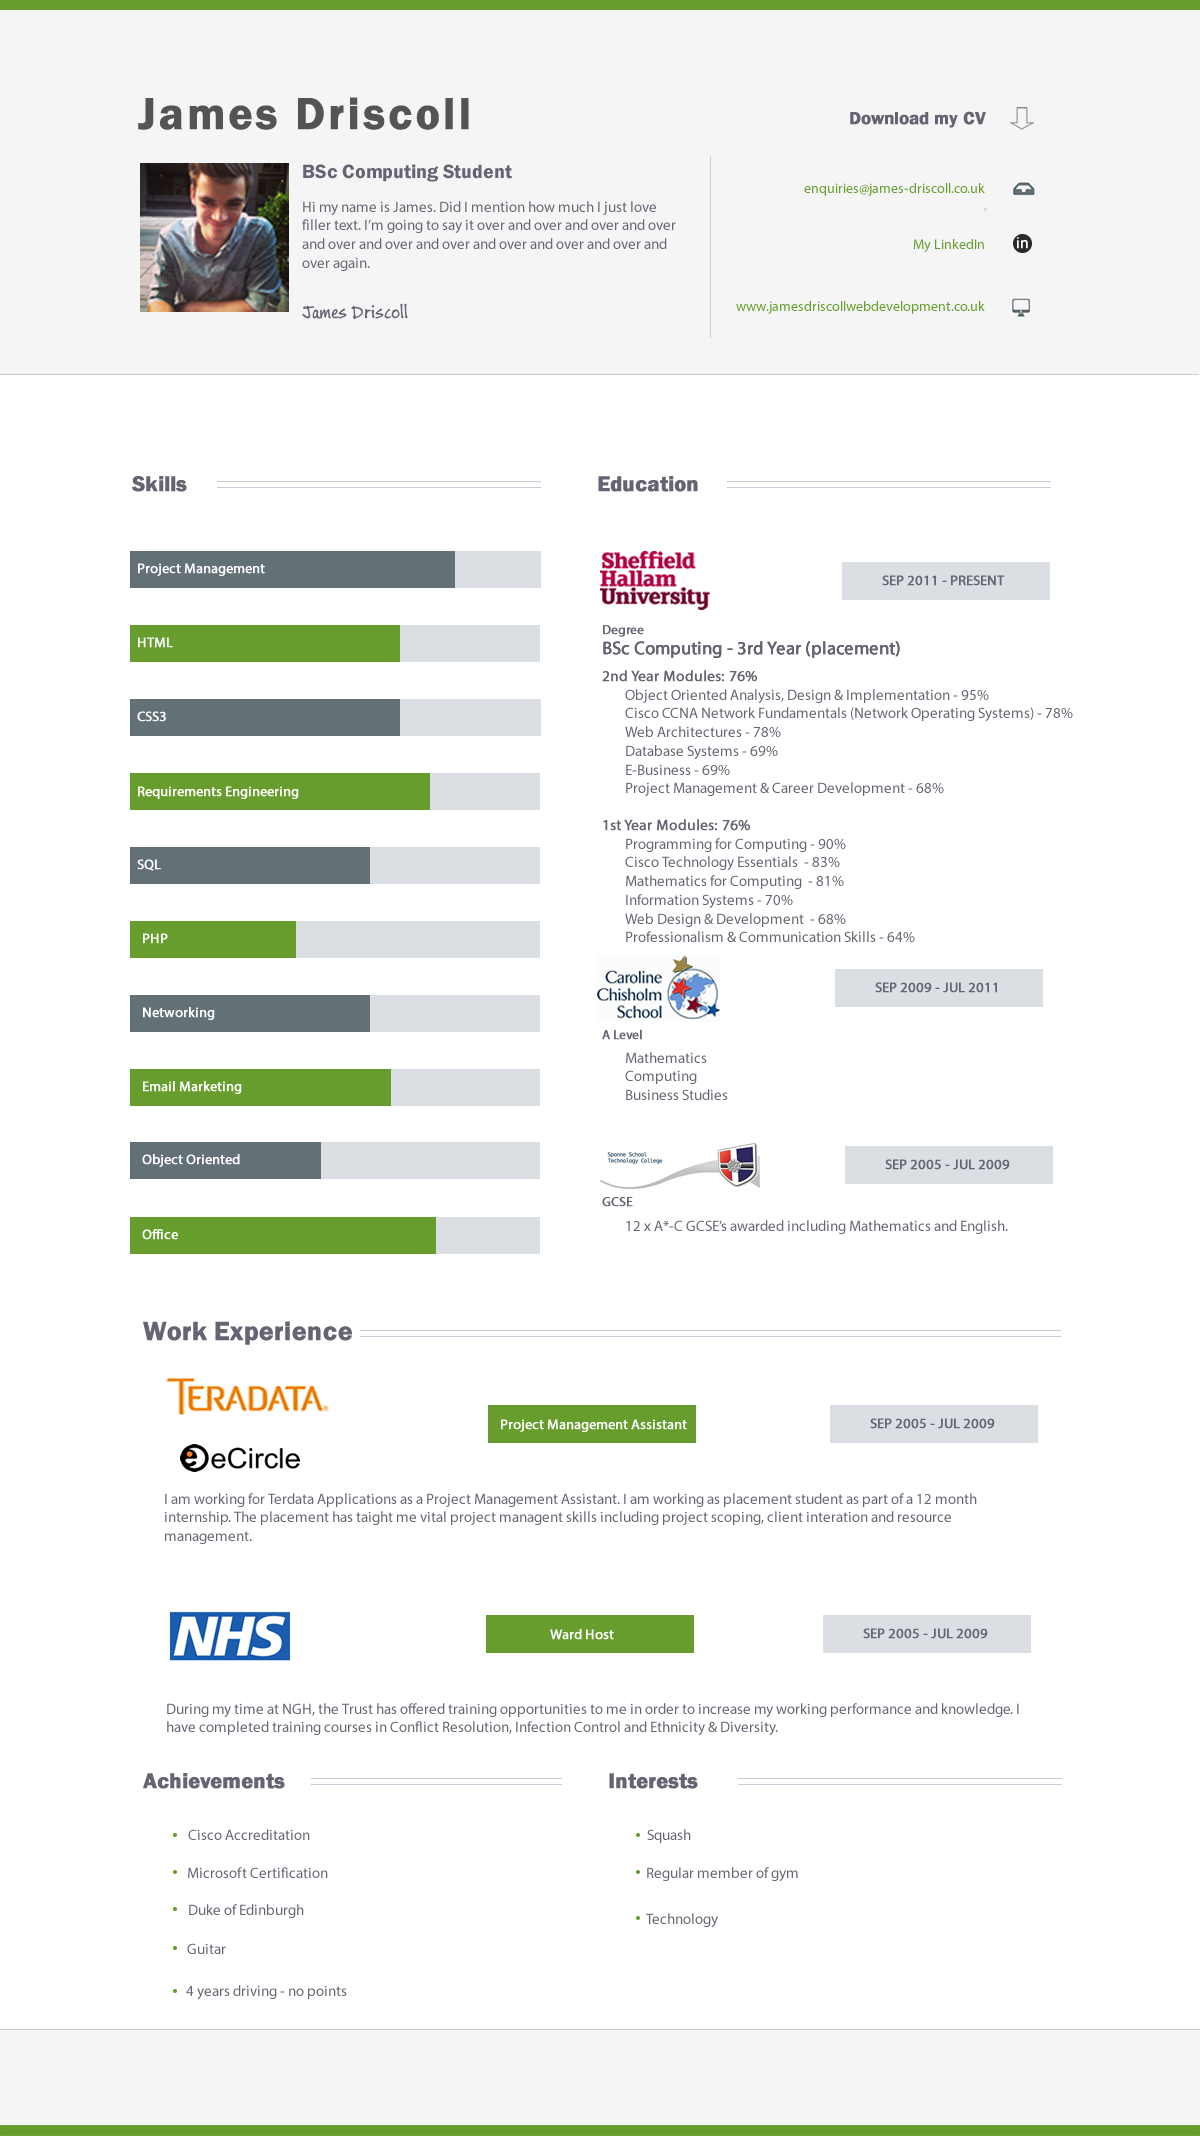 James Driscoll
Download my CV
BSc Computing Student
Hi my name is James. Did I mention how much I just love
filler text. I'm going to say it over and over and over and over
and over and over and over and over and over and over and
over again.
James Driscoll
enquiries@james-driscoll.co.uk
My LinkedIn
in
www.jamesdriscollwebdevelopment.co.uk
Skills
Project Management
HTML
CSS3
Requirements Engineering
SQL
PHP
Networking
Email Marketing
Object Oriented
Office
Education
Sheffield
Hallam
University
SEP 2011 - PRESENT
Degree
BSc Computing - 3rd Year (placement)
2nd Year Modules: 76%
Object Oriented Analysis, Design & Implementation - 95%
Cisco CCNA Network Fundamentals (Network Operating Systems) - 78%
Web Architectures - 78%
Database Systems - 69%
E-Business - 69%
Project Management & Career Development - 68%
1st Year Modules: 76%
Programming for Computing - 90%
Cisco Technology Essentials  - 83%
Mathematics for Computing  - 81%
Information Systems - 70%
Web Design & Development  - 68%
Professionalism & Communication Skills - 64%
Caroline
Chisholm
School
SEP 2009 - JUL 2011
A Level
Mathematics
Computing
Business Studies
Sponne School
Technology College
SEP 2005 - JUL 2009
GCSE
12 x A*-C GCSE's awarded including Mathematics and English.
Work Experience
TERADATA
eCircle
Project Management Assistant
SEP 2005 - JUL 2009
I am working for Terdata Applications as a Project Management Assistant. I am working as placement student as part of a 12 month
internship. The placement has taight me vital project managent skills including project scoping, client interation and resource
management.
NHS
Ward Host
SEP 2005 - JUL 2009
During my time at NGH, the Trust has offered training opportunities to me in order to increase my working performance and knowledge. I
have completed training courses in Conflict Resolution, Infection Control and Ethnicity & Diversity.
Achievements
• Cisco Accreditation
• Microsoft Certification
• Duke of Edinburgh
• Guitar
• 4 years driving - no points
Interests
• Squash
• Regular member of gym
• Technology